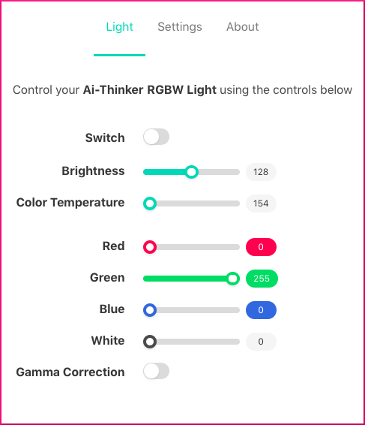 Light Settings About
Control your Ai-Thinker RGBW Light using the controls below
Switch
Brightness 128
Color Temperature 154
Red 0
Green 255
Blue 0
White 0
Gamma Correction